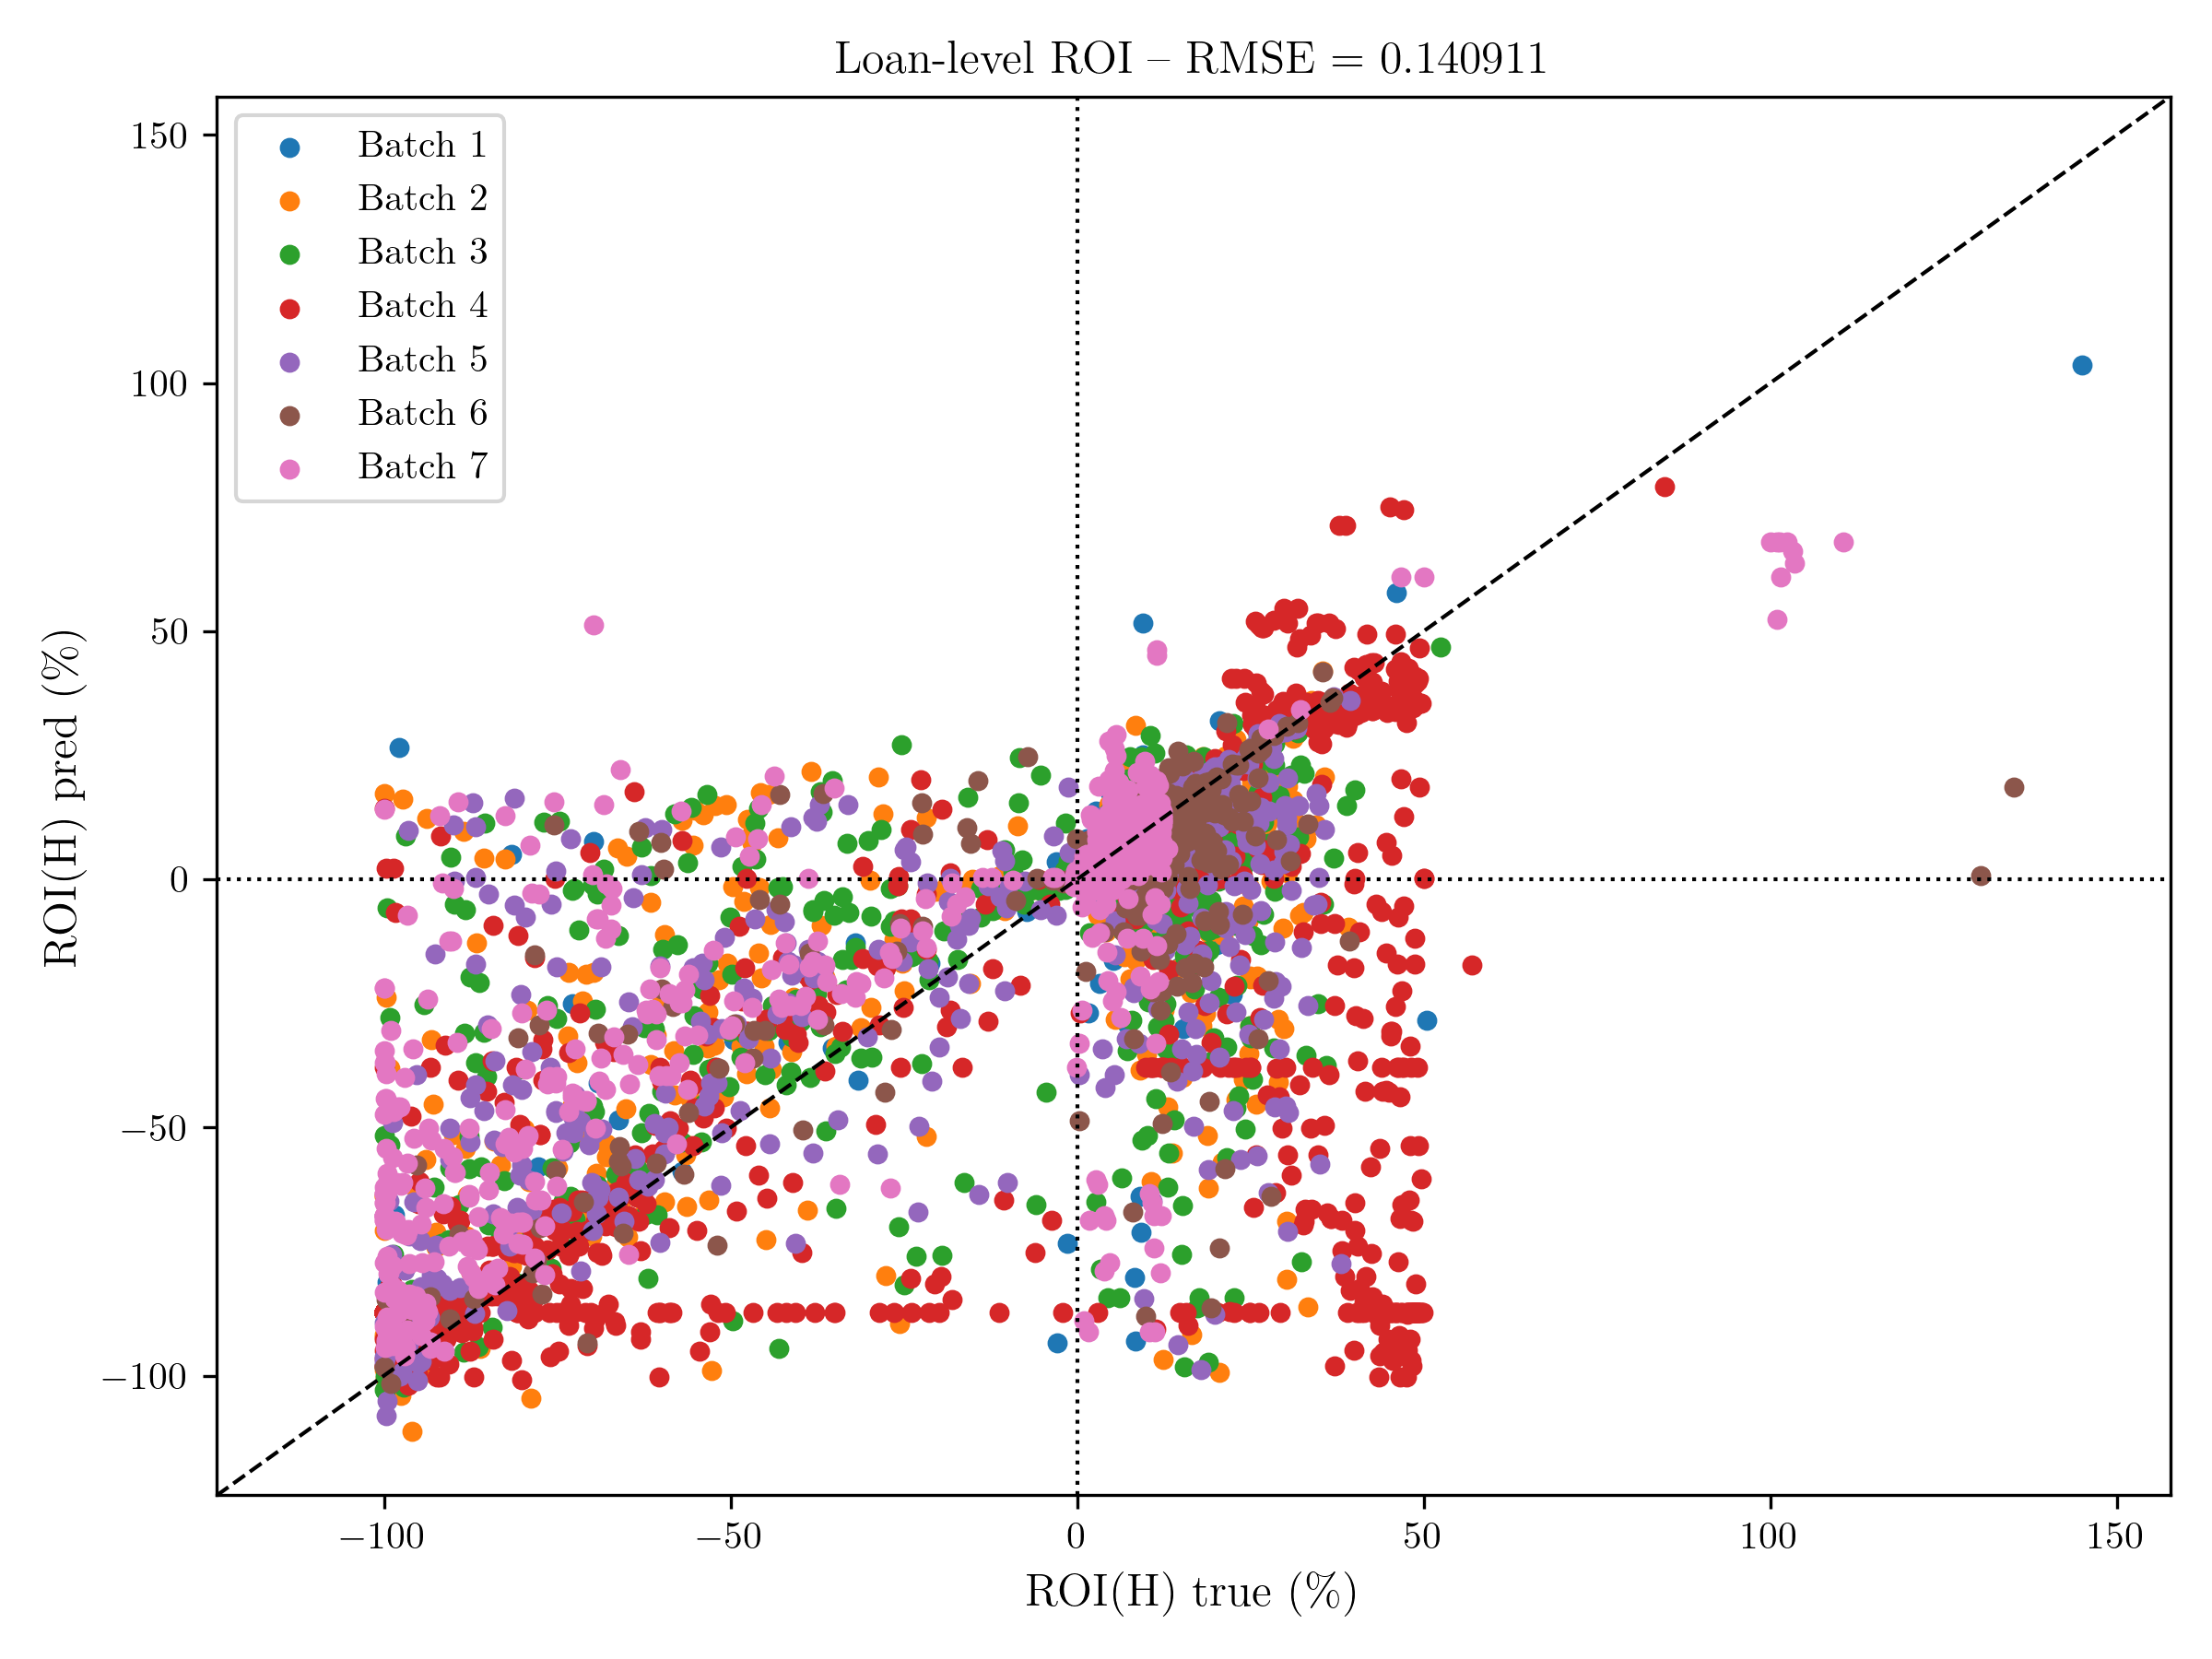 Loan-level ROI – RMSE = 0.140911
Batch 1
Batch 2
Batch 3
Batch 4
Batch 5
Batch 6
Batch 7
150
100
50
0
−50
−100
ROI(H) pred (%)
−100
−50
0
50
100
150
ROI(H) true (%)